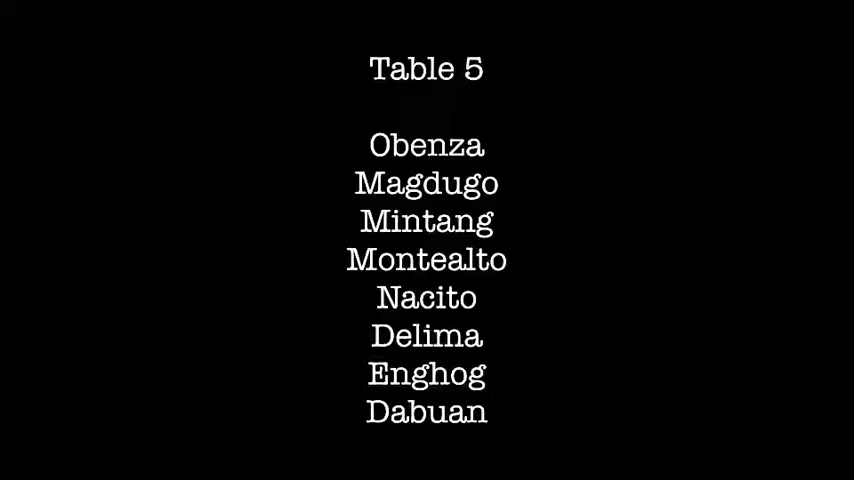 Table 5
Obenza
Magdugo
Mintang
Montealto
Nacito
Delima
Enghog
Dabuan